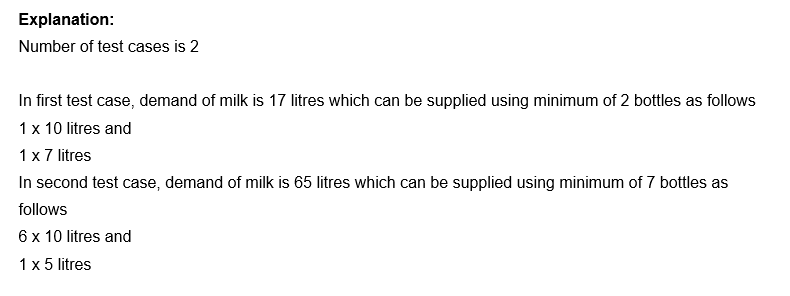 Explanation:
Number of test cases is 2
In first test case, demand of milk is 17 litres which can be supplied using minimum of 2 bottles as follows
1 x 10 litres and
1 x 7 litres
In second test case, demand of milk is 65 litres which can be supplied using minimum of 7 bottles as
follows
6 x 10 litres and
1 x 5 litres